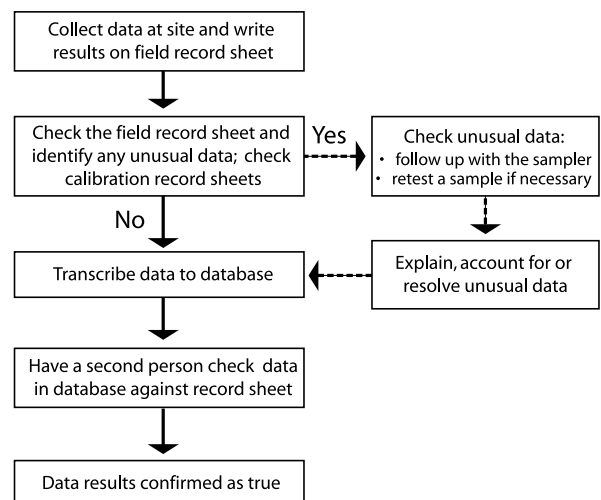 Collect data at site and write
results on field record sheet
Check the field record sheet and
identify any unusual data; check
calibration record sheets
Yes
Check unusual data:
• follow up with the sampler
• retest a sample if necessary
No
Transcribe data to database
Explain, account for or
resolve unusual data
Have a second person check data
in database against record sheet
Data results confirmed as true